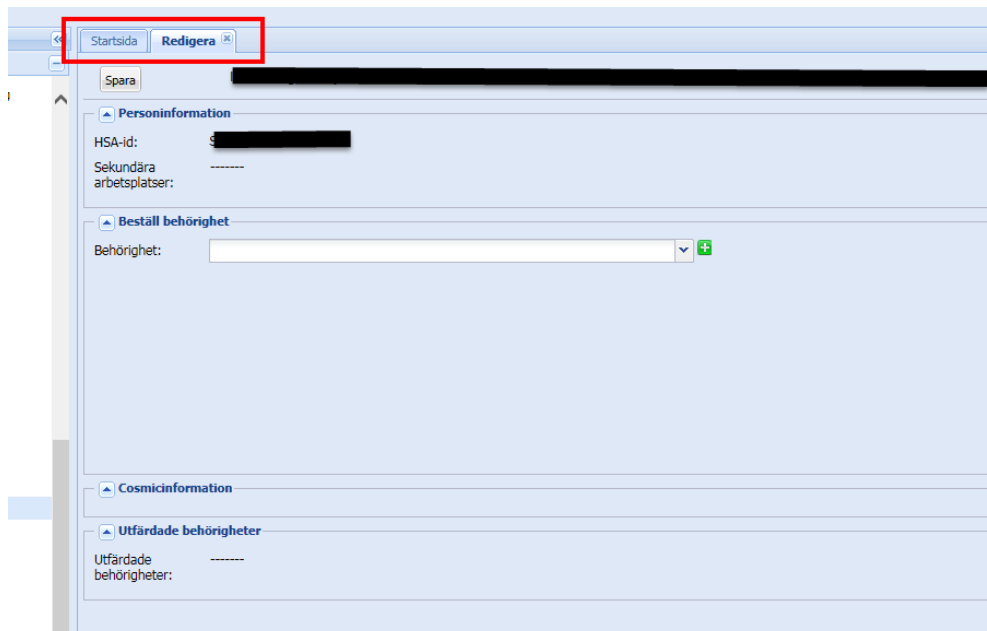 Startsida Redigera
Spara
Personinformation
HSA-id: S
Sekundära -------
arbetsplatser:
Beställ behörighet
Behörighet:
Cosmicinformation
Utfärdade behörigheter
Utfärdade -------
behörigheter: